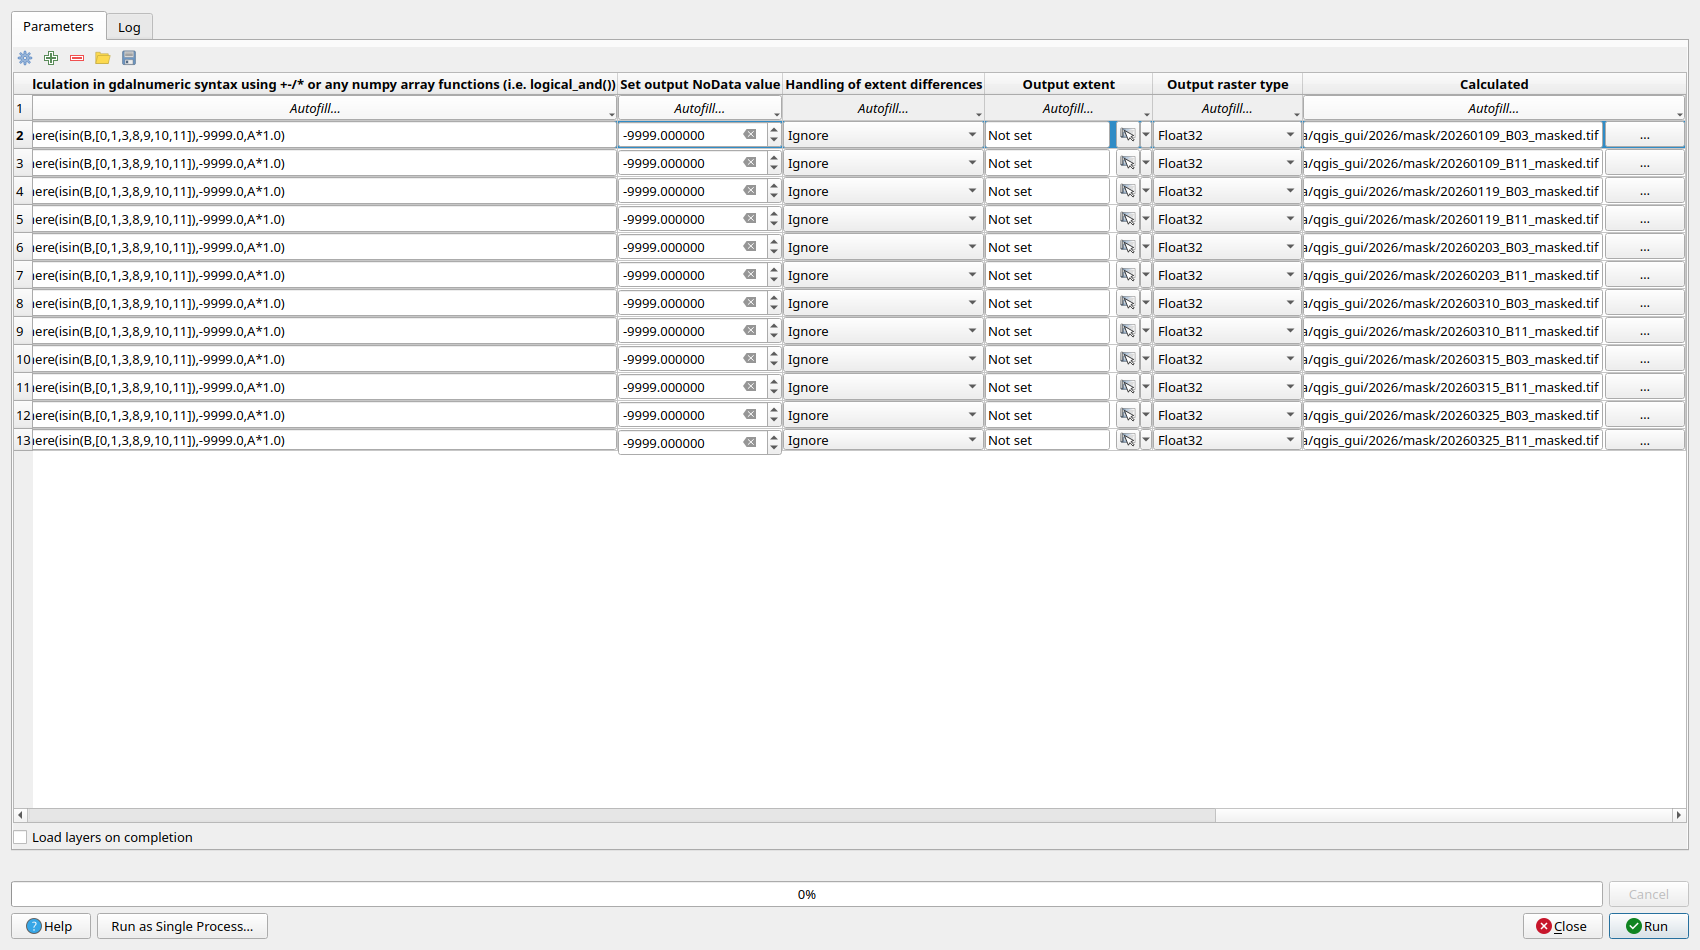 Parameters Log
lculation in gdalnumeric syntax using +-/* or any numpy array functions (i.e. logical_and()) Set output NoData value Handling of extent differences Output extent Output raster type Calculated
1 Autofill... Autofill... Autofill... Autofill... Autofill... Autofill...
2 ere(isin(B,[0,1,3,8,9,10,11]),-9999.0,A*1.0) -9999.000000 Ignore Not set Float32 a/qgis_gui/2026/mask/20260109_B03_masked.tif ...
3 ere(isin(B,[0,1,3,8,9,10,11]),-9999.0,A*1.0) -9999.000000 Ignore Not set Float32 a/qgis_gui/2026/mask/20260109_B11_masked.tif ...
4 ere(isin(B,[0,1,3,8,9,10,11]),-9999.0,A*1.0) -9999.000000 Ignore Not set Float32 a/qgis_gui/2026/mask/20260119_B03_masked.tif ...
5 ere(isin(B,[0,1,3,8,9,10,11]),-9999.0,A*1.0) -9999.000000 Ignore Not set Float32 a/qgis_gui/2026/mask/20260119_B11_masked.tif ...
6 ere(isin(B,[0,1,3,8,9,10,11]),-9999.0,A*1.0) -9999.000000 Ignore Not set Float32 a/qgis_gui/2026/mask/20260203_B03_masked.tif ...
7 ere(isin(B,[0,1,3,8,9,10,11]),-9999.0,A*1.0) -9999.000000 Ignore Not set Float32 a/qgis_gui/2026/mask/20260203_B11_masked.tif ...
8 ere(isin(B,[0,1,3,8,9,10,11]),-9999.0,A*1.0) -9999.000000 Ignore Not set Float32 a/qgis_gui/2026/mask/20260310_B03_masked.tif ...
9 ere(isin(B,[0,1,3,8,9,10,11]),-9999.0,A*1.0) -9999.000000 Ignore Not set Float32 a/qgis_gui/2026/mask/20260310_B11_masked.tif ...
10 ere(isin(B,[0,1,3,8,9,10,11]),-9999.0,A*1.0) -9999.000000 Ignore Not set Float32 a/qgis_gui/2026/mask/20260315_B03_masked.tif ...
11 ere(isin(B,[0,1,3,8,9,10,11]),-9999.0,A*1.0) -9999.000000 Ignore Not set Float32 a/qgis_gui/2026/mask/20260315_B11_masked.tif ...
12 ere(isin(B,[0,1,3,8,9,10,11]),-9999.0,A*1.0) -9999.000000 Ignore Not set Float32 a/qgis_gui/2026/mask/20260325_B03_masked.tif ...
13 ere(isin(B,[0,1,3,8,9,10,11]),-9999.0,A*1.0) -9999.000000 Ignore Not set Float32 a/qgis_gui/2026/mask/20260325_B11_masked.tif ...
Load layers on completion
0% Cancel
Help Run as Single Process... Close Run